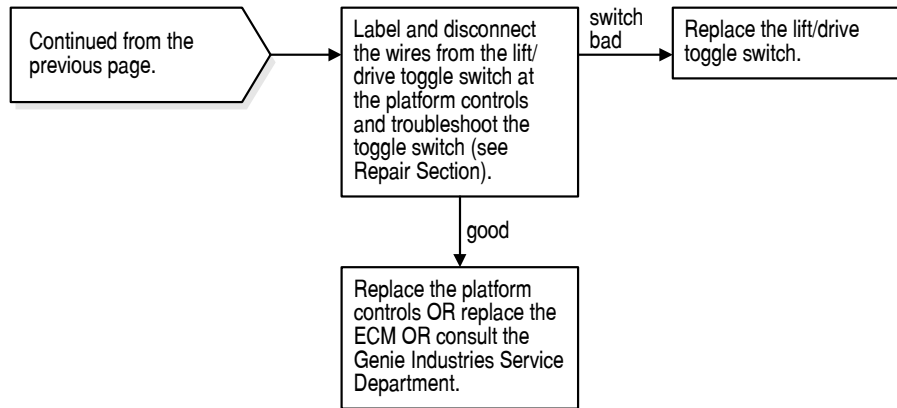 Continued from the
previous page.
Label and disconnect
the wires from the lift/
drive toggle switch at
the platform controls
and troubleshoot the
toggle switch (see
Repair Section).
switch
bad
Replace the lift/drive
toggle switch.
good
Replace the platform
controls OR replace the
ECM OR consult the
Genie Industries Service
Department.